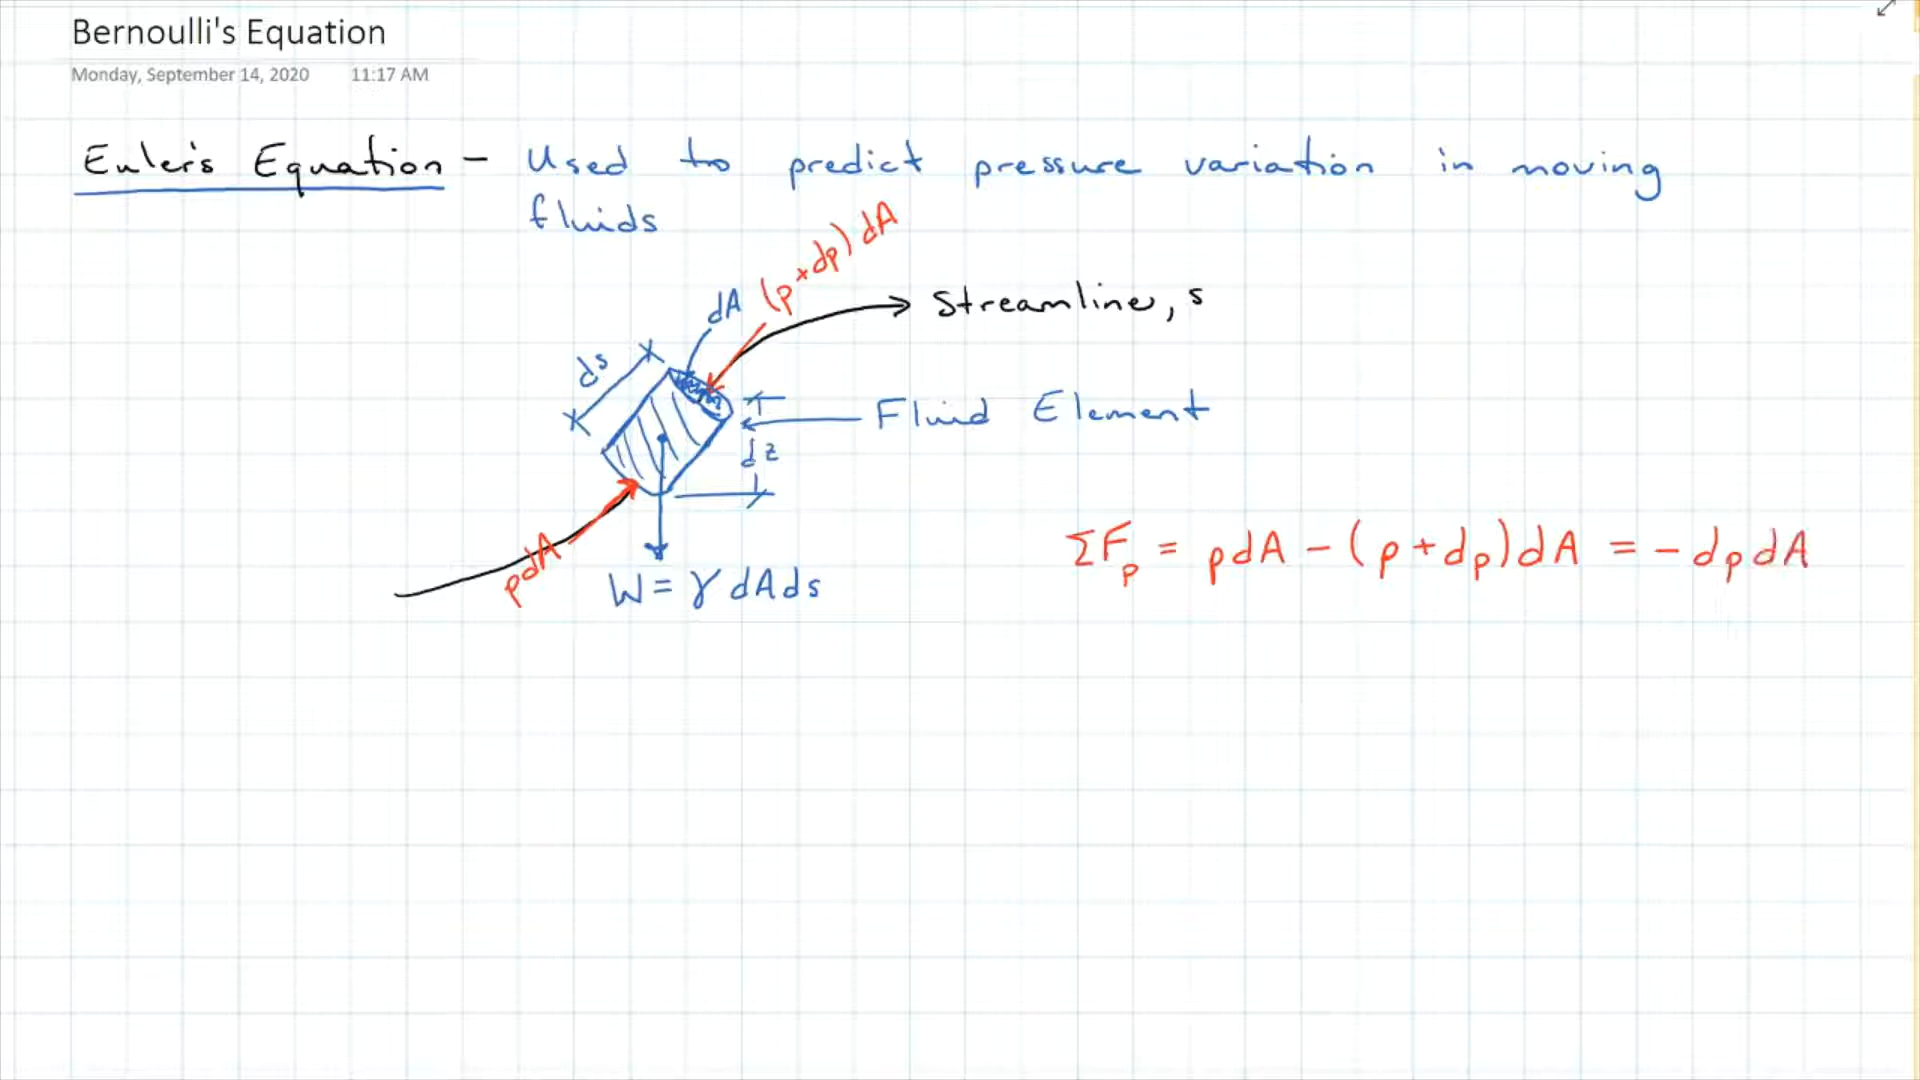 Bernoulli's Equation
Monday, September 14, 2020 11:17 AM
Euler's Equation - Used to predict pressure variation in moving
fluids
(p+dp)dA
dA
Streamline, s
ds
Fluid Element
dz
pdA
ΣFp = pdA - (p+dp)dA = -dpdA
W = γdAds